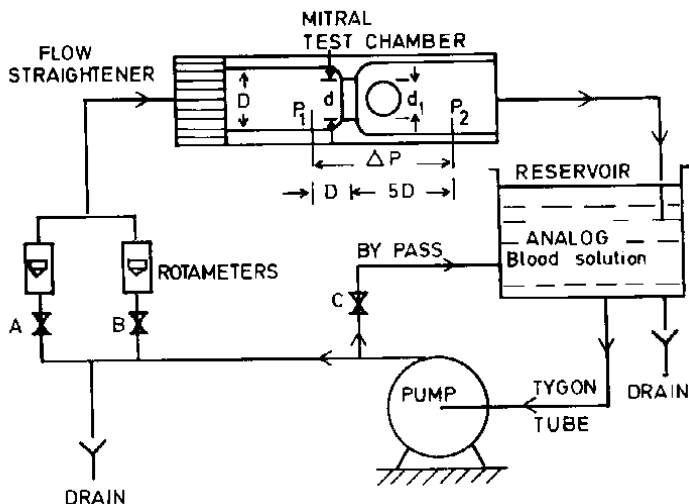 MITRAL
TEST CHAMBER
FLOW
STRAIGHTENER
D
P1
d
d1
P2
ΔP
D
5D
RESERVOIR
ANALOG
Blood solution
ROTAMETERS
BY PASS
A
B
C
PUMP
TYGON
TUBE
DRAIN
DRAIN